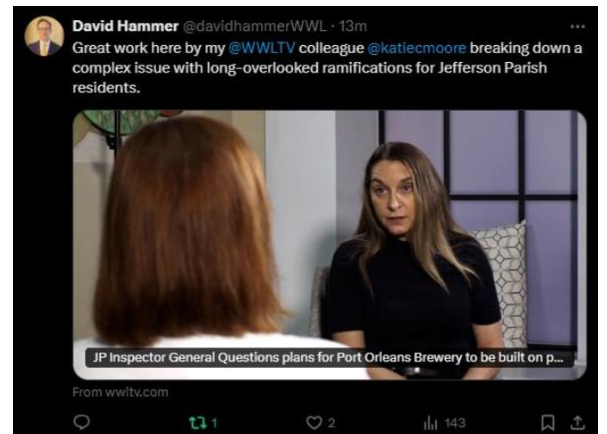 David Hammer @davidhammerWWL · 13m
Great work here by my @WWLTV colleague @katiecmoore breaking down a
complex issue with long-overlooked ramifications for Jefferson Parish
residents.
JP Inspector General Questions plans for Port Orleans Brewery to be built on p...
From wwltv.com
1 2 143